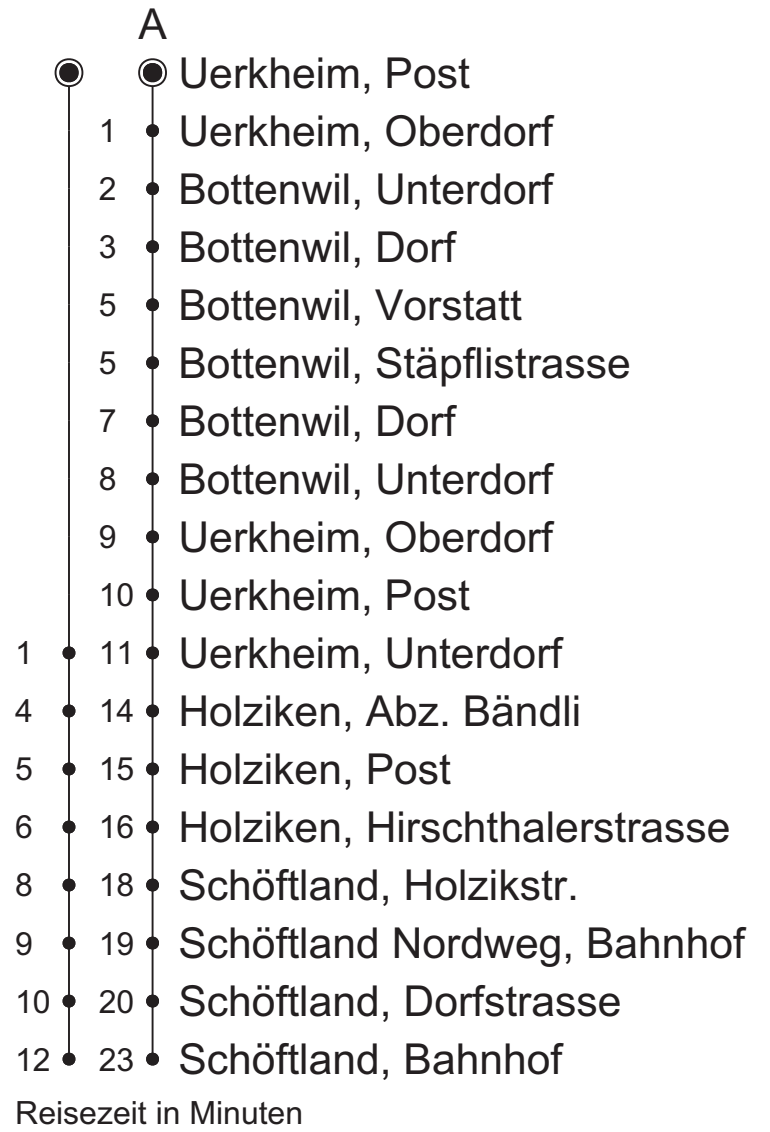 A
Uerkheim, Post
1 Uerkheim, Oberdorf
2 Bottenwil, Unterdorf
3 Bottenwil, Dorf
5 Bottenwil, Vorstatt
5 Bottenwil, Stäpflistrasse
7 Bottenwil, Dorf
8 Bottenwil, Unterdorf
9 Uerkheim, Oberdorf
10 Uerkheim, Post
1 11 Uerkheim, Unterdorf
4 14 Holziken, Abz. Bändli
5 15 Holziken, Post
6 16 Holziken, Hirschthalerstrasse
8 18 Schöftland, Holzikstr.
9 19 Schöftland Nordweg, Bahnhof
10 20 Schöftland, Dorfstrasse
12 23 Schöftland, Bahnhof
Reisezeit in Minuten